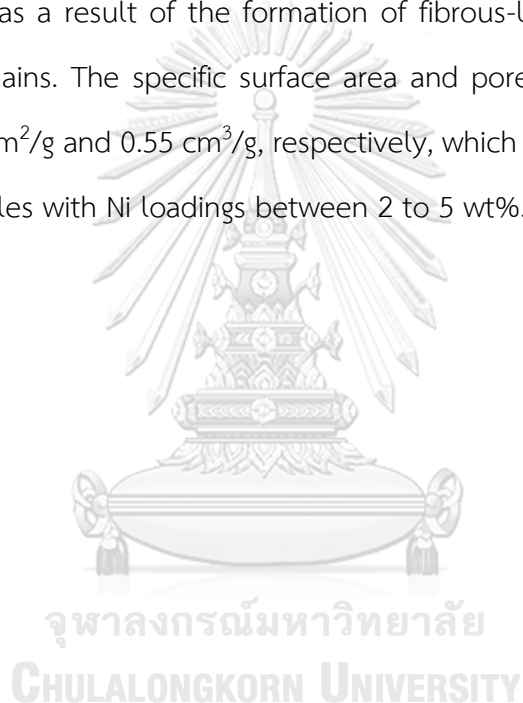 as a result of the formation of fibrous-l
ains. The specific surface area and pore
m²/g and 0.55 cm³/g, respectively, which
les with Ni loadings between 2 to 5 wt%.
จุฬาลงกรณ์มหาวิทยาลัย
CHULALONGKORN UNIVERSITY